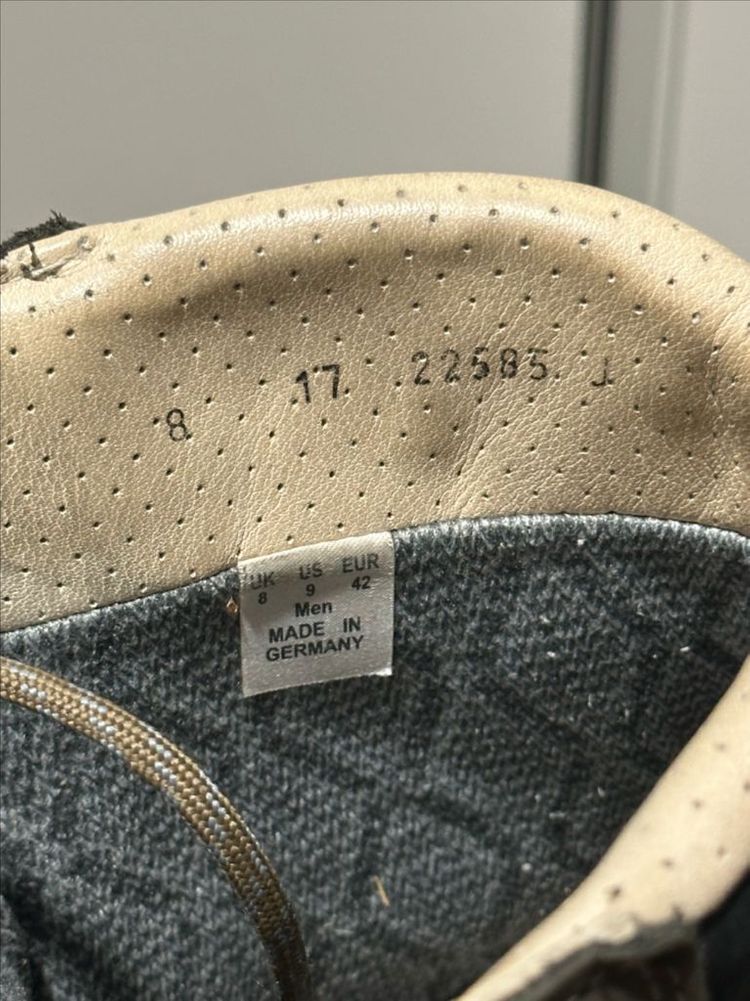 8 17 22585 J
UK US EUR
8 9 42
Men
MADE IN
GERMANY